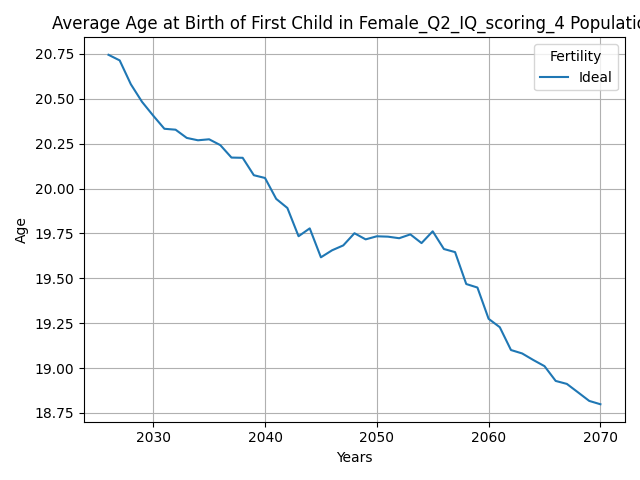 Average Age at Birth of First Child in Female_Q2_IQ_scoring_4 Populatio
Fertility
Ideal
20.75
20.50
20.25
20.00
19.75
19.50
19.25
19.00
18.75
Age
2030 2040 2050 2060 2070
Years